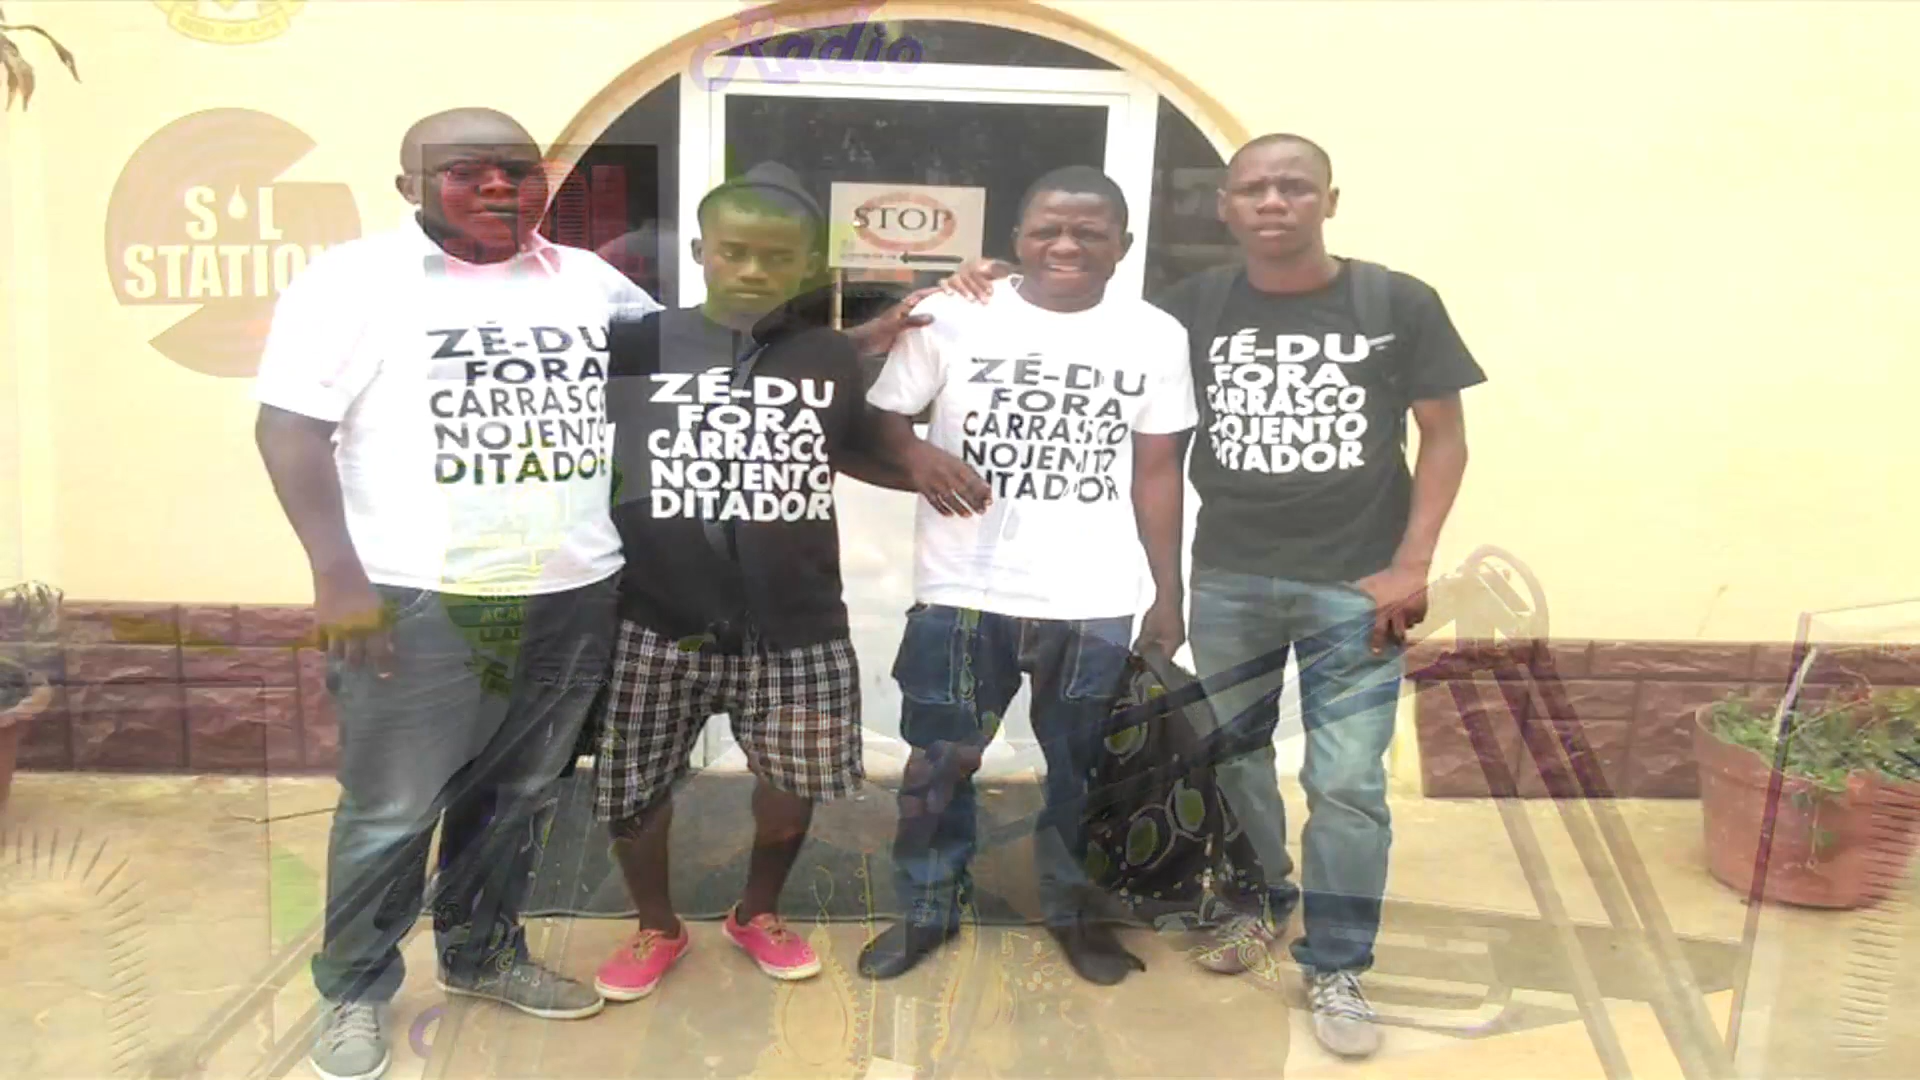 Radio
S L
STATION
STOP
ZÉ-DU
FORA
CARRASCO
NOJENTO
DITADOR
ZÉ-DU
FORA
CARRASCO
NOJENTO
DITADOR
ZÉ-DU
FORA
CARRASCO
NOJENTO
DITADOR
ZÉ-DU
FORA
CARRASCO
NOJENTO
DITADOR